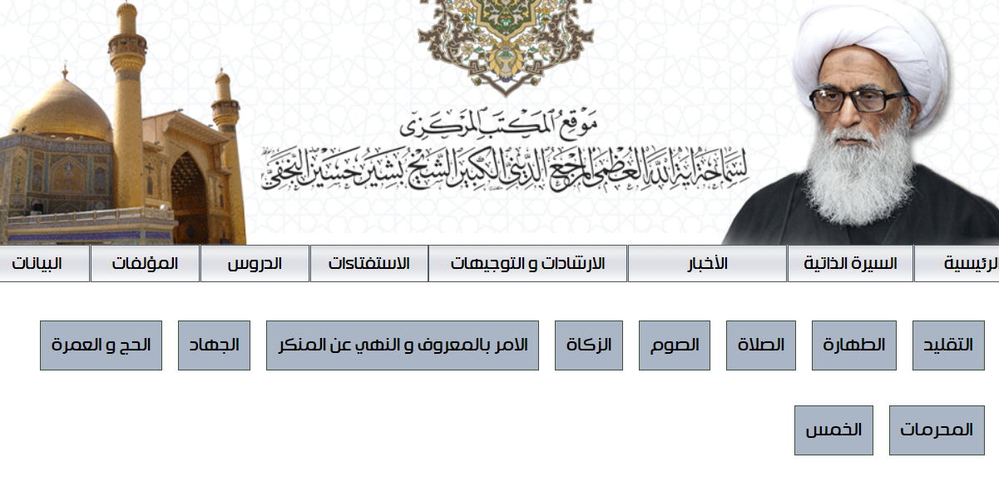 موقع المكتب المركزي
لسماحة آية الله العظمى المرجع الديني الكبير الشيخ بشير حسين النجفي
الرئيسية السيرة الذاتية الأخبار الارشادات و التوجيهات الاستفتاءات الدروس المؤلفات البيانات
التقليد الطهارة الصلاة الصوم الزكاة الامر بالمعروف و النهي عن المنكر الجهاد الحج و العمرة
المحرمات الخمس